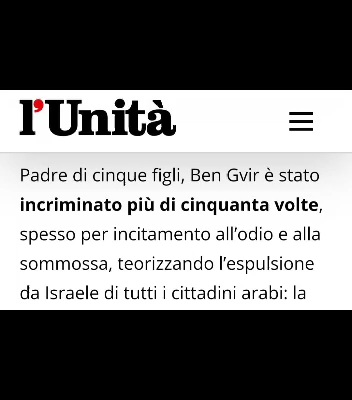 l'Unità
Padre di cinque figli, Ben Gvir è stato
incriminato più di cinquanta volte,
spesso per incitamento all’odio e alla
sommossa, teorizzando l’espulsione
da Israele di tutti i cittadini arabi: la